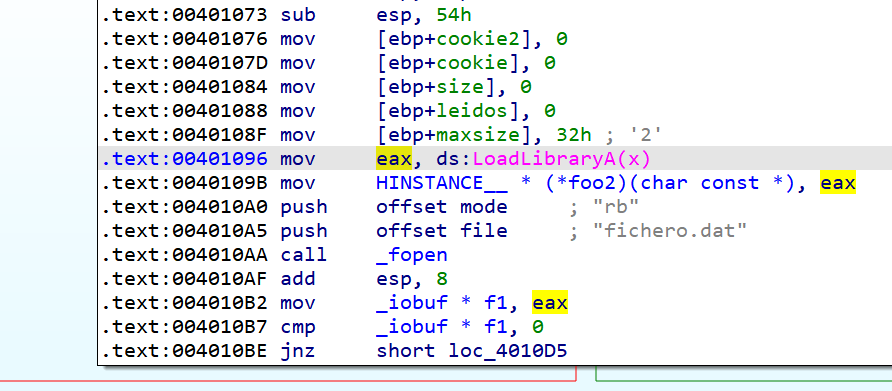 .text:00401073 sub esp, 54h
.text:00401076 mov [ebp+cookie2], 0
.text:0040107D mov [ebp+cookie], 0
.text:00401084 mov [ebp+size], 0
.text:00401088 mov [ebp+leidos], 0
.text:0040108F mov [ebp+maxsize], 32h ; '2'
.text:00401096 mov eax, ds:LoadLibraryA(x)
.text:0040109B mov HINSTANCE__ * (*foo2)(char const *), eax
.text:004010A0 push offset mode ; "rb"
.text:004010A5 push offset file ; "fichero.dat"
.text:004010AA call _fopen
.text:004010AF add esp, 8
.text:004010B2 mov _iobuf * f1, eax
.text:004010B7 cmp _iobuf * f1, 0
.text:004010BE jnz short loc_4010D5